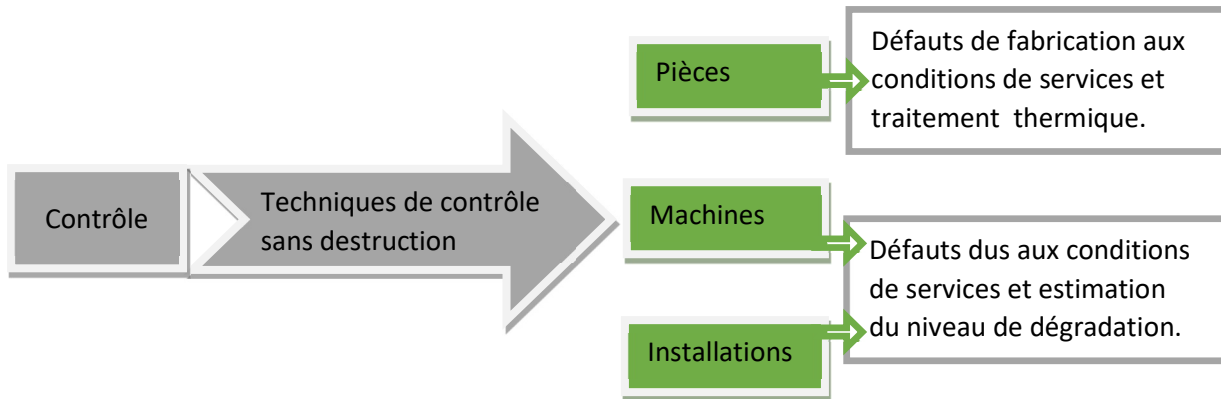 Contrôle
Techniques de contrôle
sans destruction
Pièces
Défauts de fabrication aux
conditions de services et
traitement thermique.
Machines
Installations
Défauts dus aux conditions
de services et estimation
du niveau de dégradation.